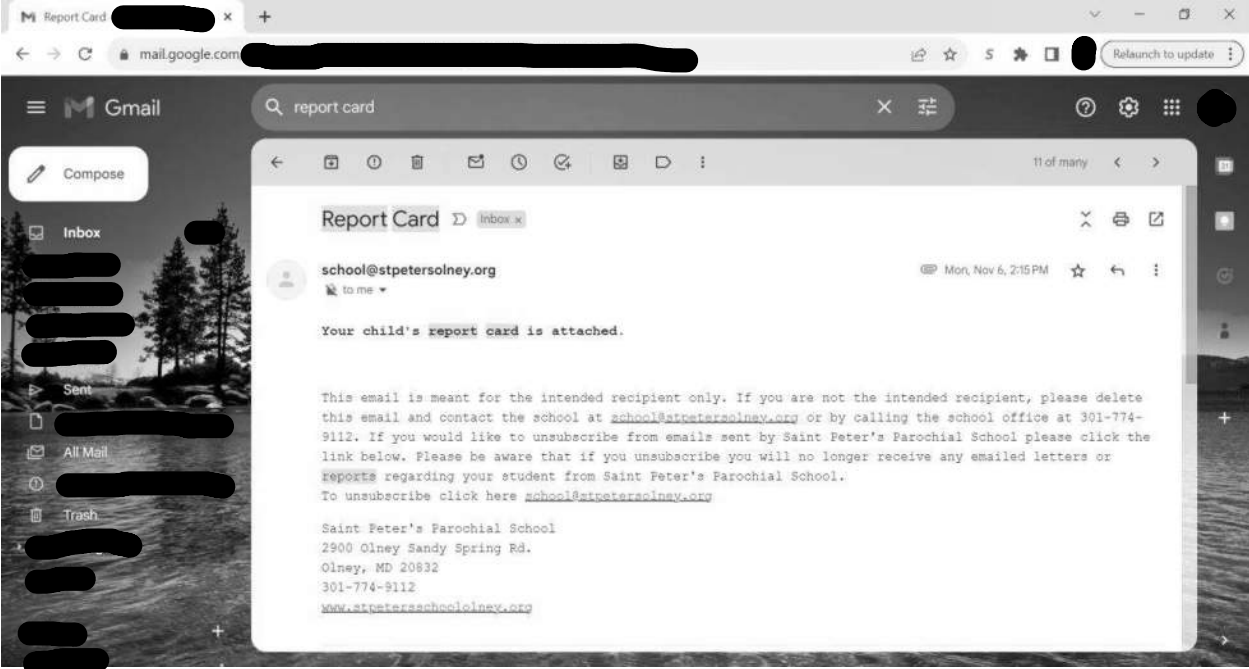 Report Card
mail.google.com
S
Relaunch to update
Gmail
report card
Compose
11 of many
31
Inbox
Report Card
Inbox x
school@stpetersolney.org
Mon, Nov 6, 2:15 PM
to me
Your child's report card is attached.
Sent
This email is meant for the intended recipient only. If you are not the intended recipient, please delete
this email and contact the school at school@stpetersolney.org or by calling the school office at 301-774-
9112. If you would like to unsubscribe from emails sent by Saint Peter's Parochial School please click the
link below. Please be aware that if you unsubscribe you will no longer receive any emailed letters or
reports regarding your student from Saint Peter's Parochial School.
To unsubscribe click here school@stpetersolney.org
All Mail
Trash
Saint Peter's Parochial School
2900 Olney Sandy Spring Rd.
Olney, MD 20832
301-774-9112
www.stpetersschoololney.org